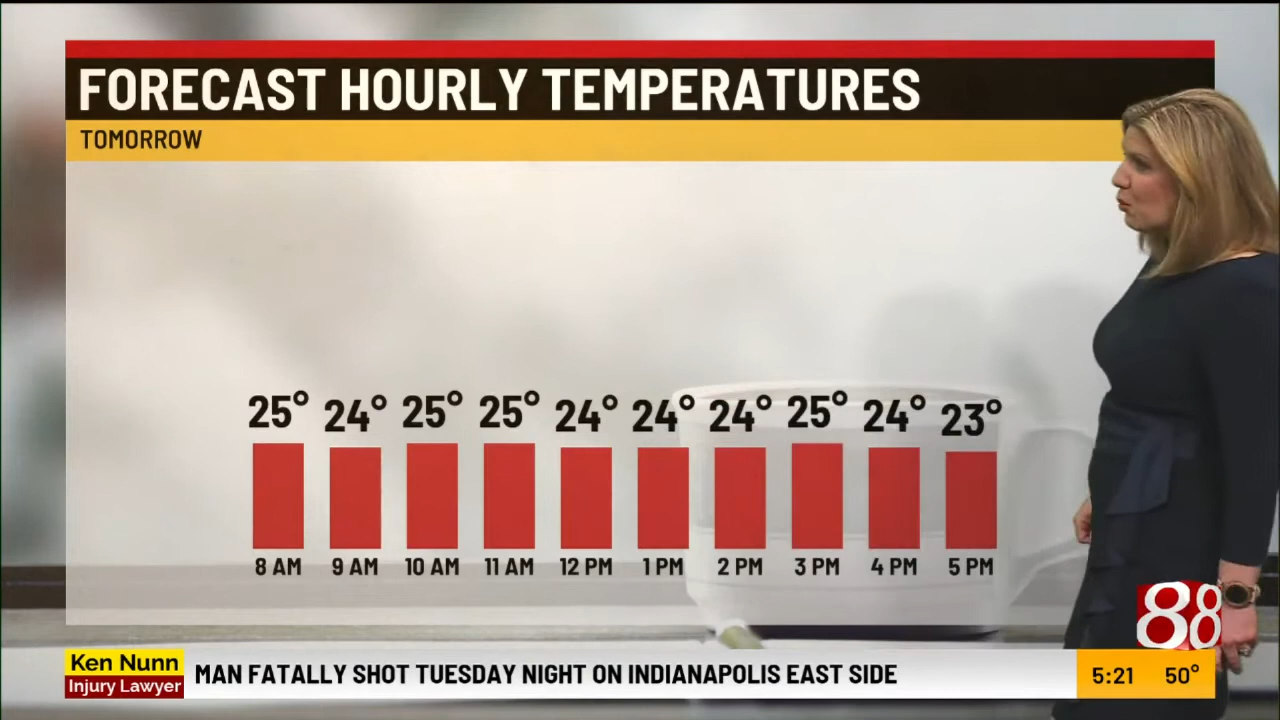 FORECAST HOURLY TEMPERATURES
TOMORROW
25° 24° 25° 25° 24° 24° 24° 25° 24° 23°
8 AM 9 AM 10 AM 11 AM 12 PM 1 PM 2 PM 3 PM 4 PM 5 PM
88
Ken Nunn
Injury Lawyer
MAN FATALLY SHOT TUESDAY NIGHT ON INDIANAPOLIS EAST SIDE
5:21 50°